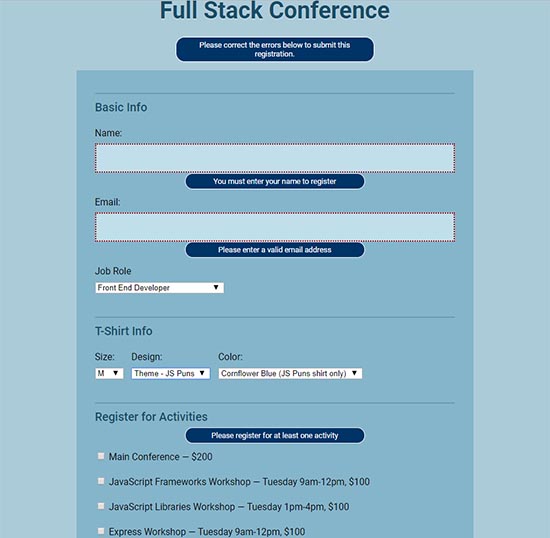 Full Stack Conference
Please correct the errors below to submit this
registration.
Basic Info
Name:
You must enter your name to register
Email:
Please enter a valid email address
Job Role
Front End Developer
T-Shirt Info
Size: Design: Color:
M Theme - JS Puns Cornflower Blue (JS Puns shirt only)
Register for Activities
Please register for at least one activity
Main Conference — $200
JavaScript Frameworks Workshop — Tuesday 9am-12pm, $100
JavaScript Libraries Workshop — Tuesday 1pm-4pm, $100
Express Workshop — Tuesday 9am-12pm, $100